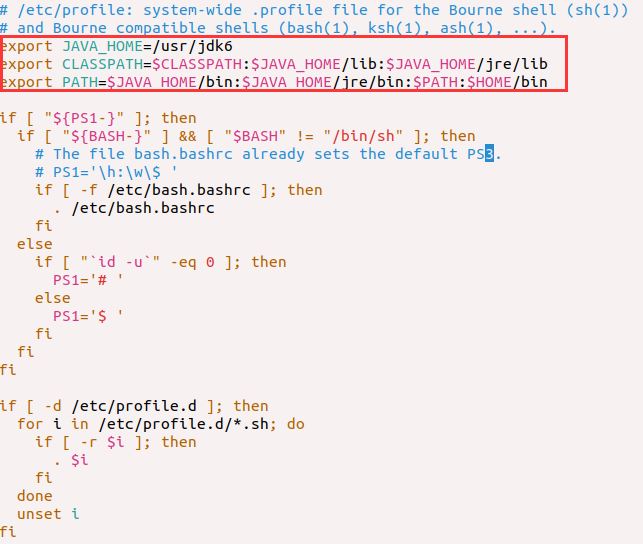 # /etc/profile: system-wide .profile file for the Bourne shell (sh(1))
# and Bourne compatible shells (bash(1), ksh(1), ash(1), ...).
export JAVA_HOME=/usr/jdk6
export CLASSPATH=$CLASSPATH:$JAVA_HOME/lib:$JAVA_HOME/jre/lib
export PATH=$JAVA_HOME/bin:$JAVA_HOME/jre/bin:$PATH:$HOME/bin
if [ "${PS1-}" ]; then
  if [ "${BASH-}" ] && [ "$BASH" != "/bin/sh" ]; then
    # The file bash.bashrc already sets the default PS3.
    # PS1='\h:\w\$ '
    if [ -f /etc/bash.bashrc ]; then
      . /etc/bash.bashrc
    fi
  else
    if [ "`id -u`" -eq 0 ]; then
      PS1='# '
    else
      PS1='$ '
    fi
  fi
fi
if [ -d /etc/profile.d ]; then
  for i in /etc/profile.d/*.sh; do
    if [ -r $i ]; then
      . $i
    fi
  done
  unset i
fi